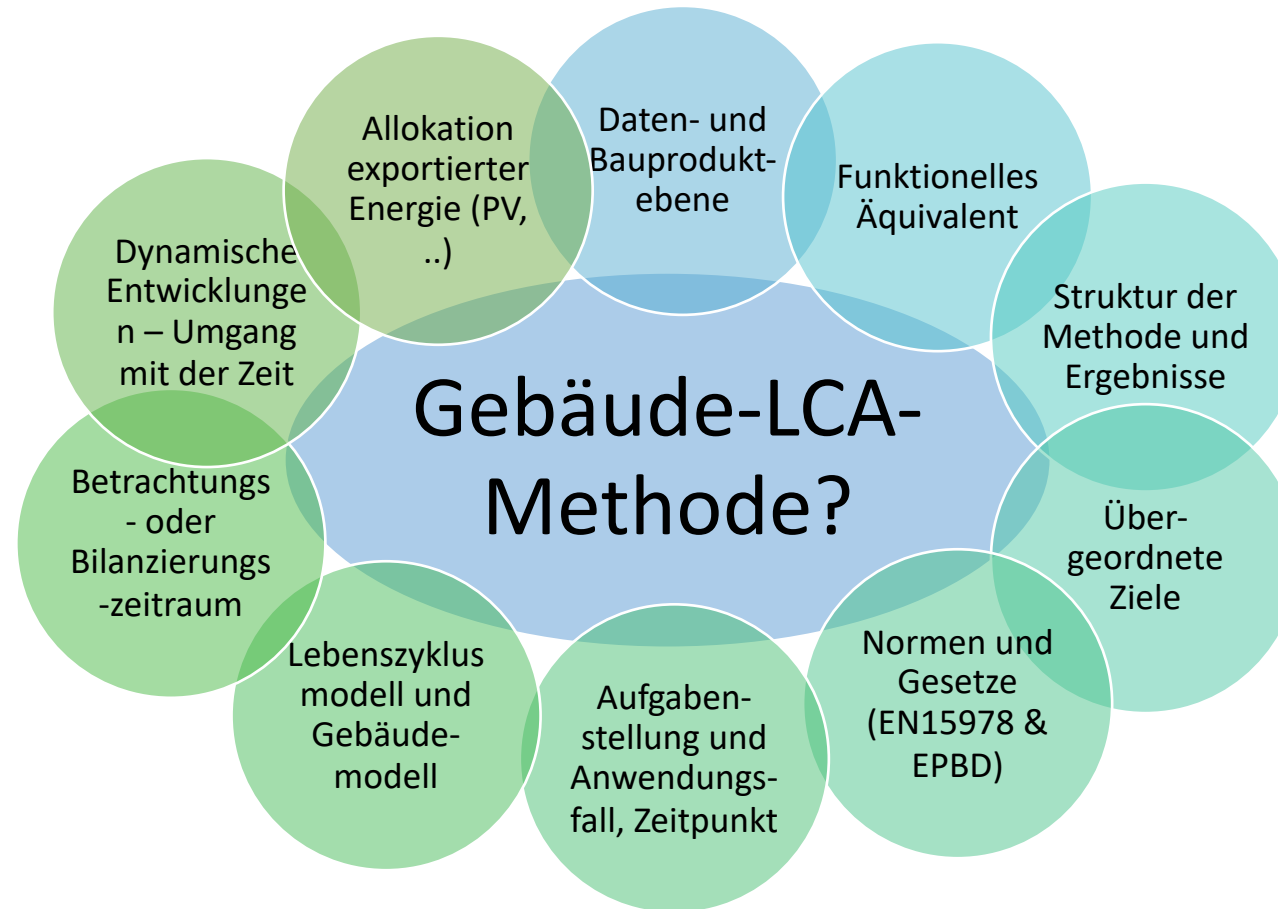 Allokation
exportierter
Energie (PV,
..)
Daten- und
Bauprodukt-
ebene
Funktionelles
Äquivalent
Struktur der
Methode und
Ergebnisse
Über-
geordnete
Ziele
Normen und
Gesetze
(EN15978 &
EPBD)
Aufgaben-
stellung und
Anwendungs-
fall, Zeitpunkt
Lebenszyklus
modell und
Gebäude-
modell
Betrachtungs
- oder
Bilanzierungs
-zeitraum
Dynamische
Entwicklunge
n – Umgang
mit der Zeit
Gebäude-LCA-
Methode?